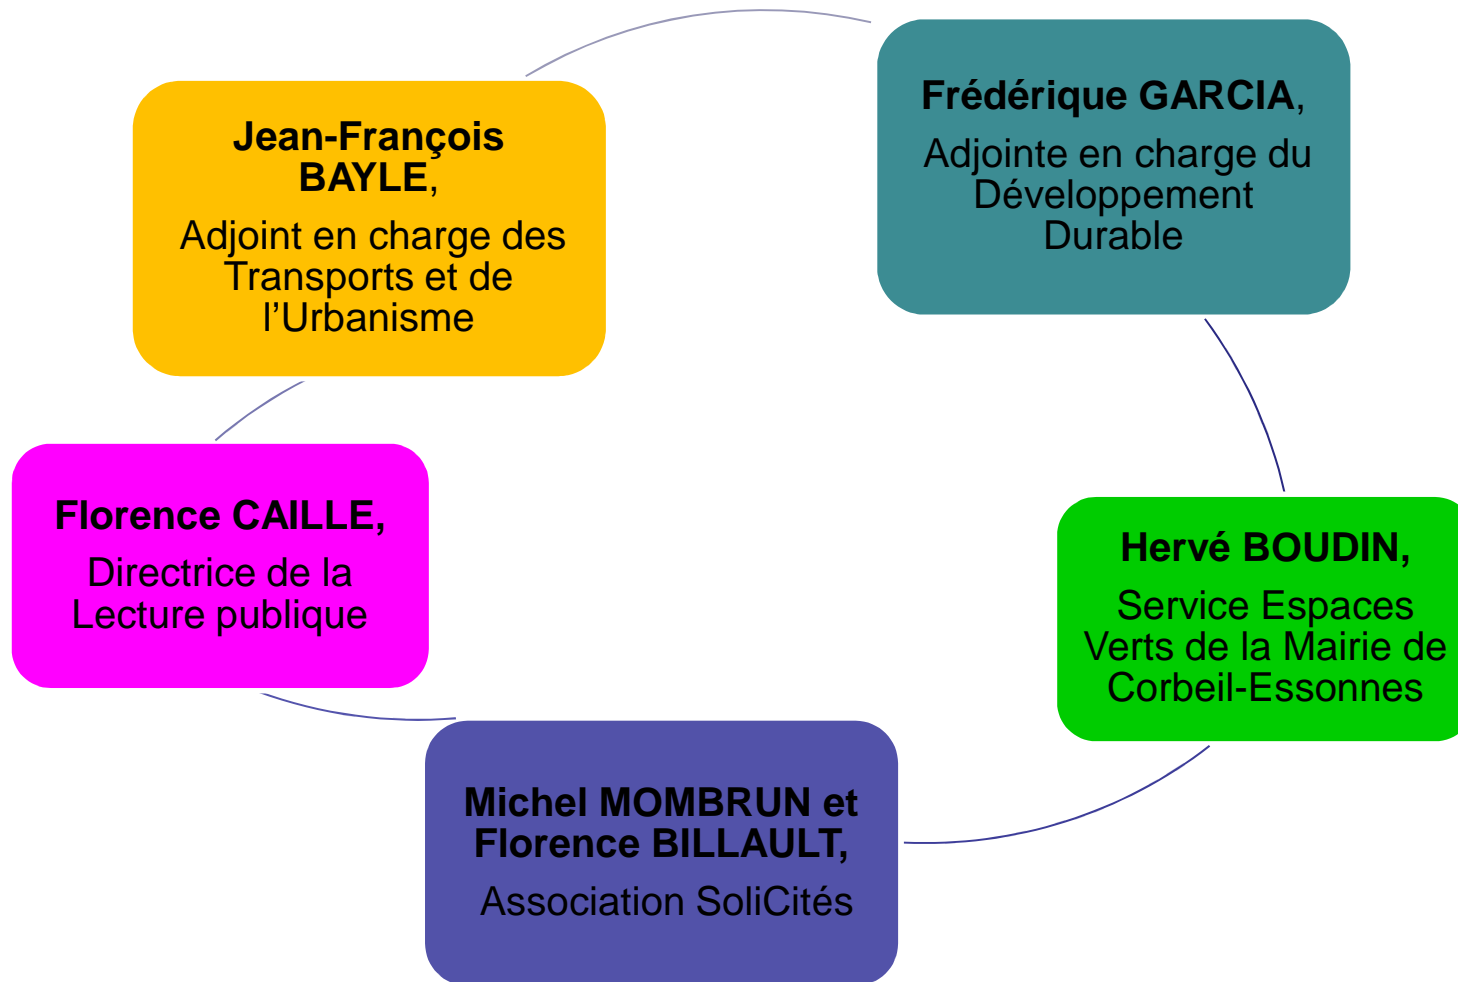 Jean-François
BAYLE,
Adjoint en charge des
Transports et de
l’Urbanisme
Frédérique GARCIA,
Adjointe en charge du
Développement
Durable
Florence CAILLE,
Directrice de la
Lecture publique
Hervé BOUDIN,
Service Espaces
Verts de la Mairie de
Corbeil-Essonnes
Michel MOMBRUN et
Florence BILLAULT,
Association SoliCités